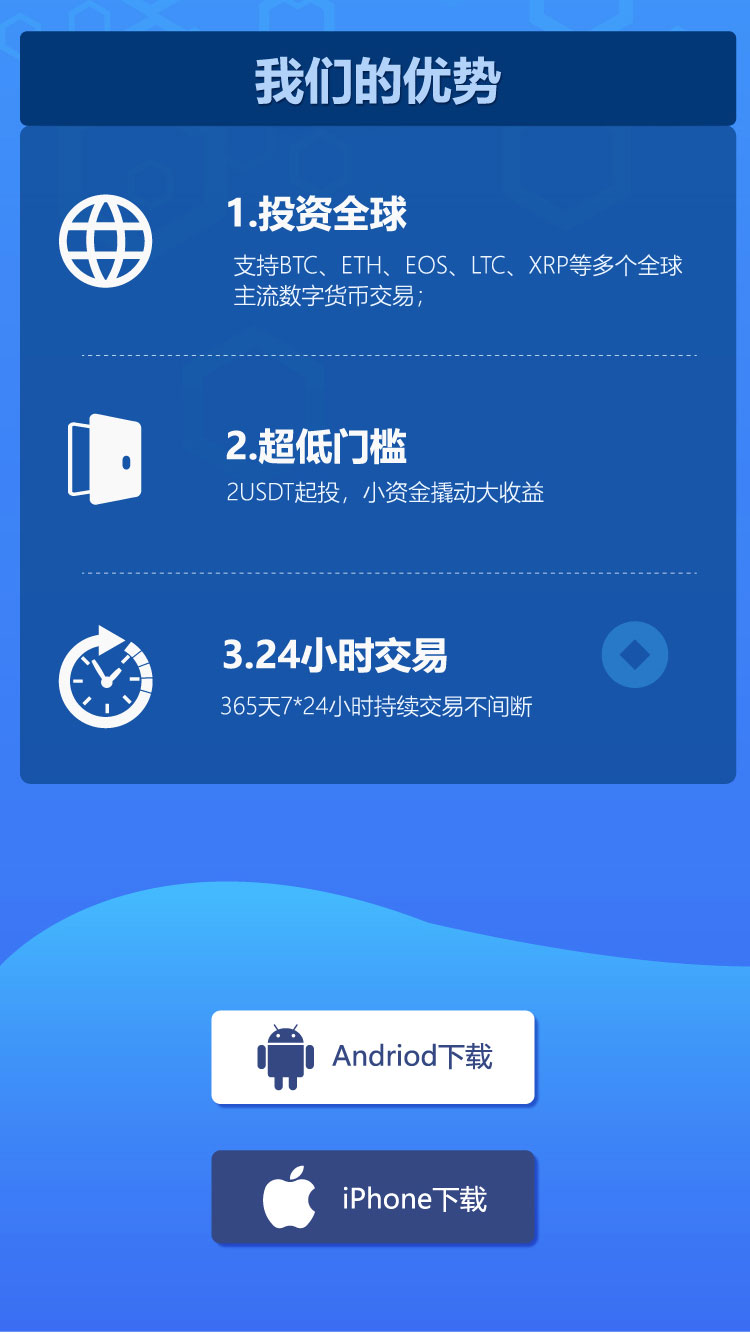 我们的优势
1.投资全球
支持BTC、ETH、EOS、LTC、XRP等多个全球
主流数字货币交易；
2.超低门槛
2USDT起投，小资金撬动大收益
3.24小时交易
365天7*24小时持续交易不间断
Andriod下载
iPhone下载